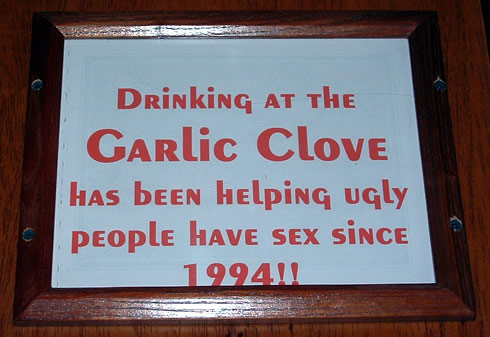 Drinking at the
Garlic Clove
has been helping ugly
people have sex since
1994!!